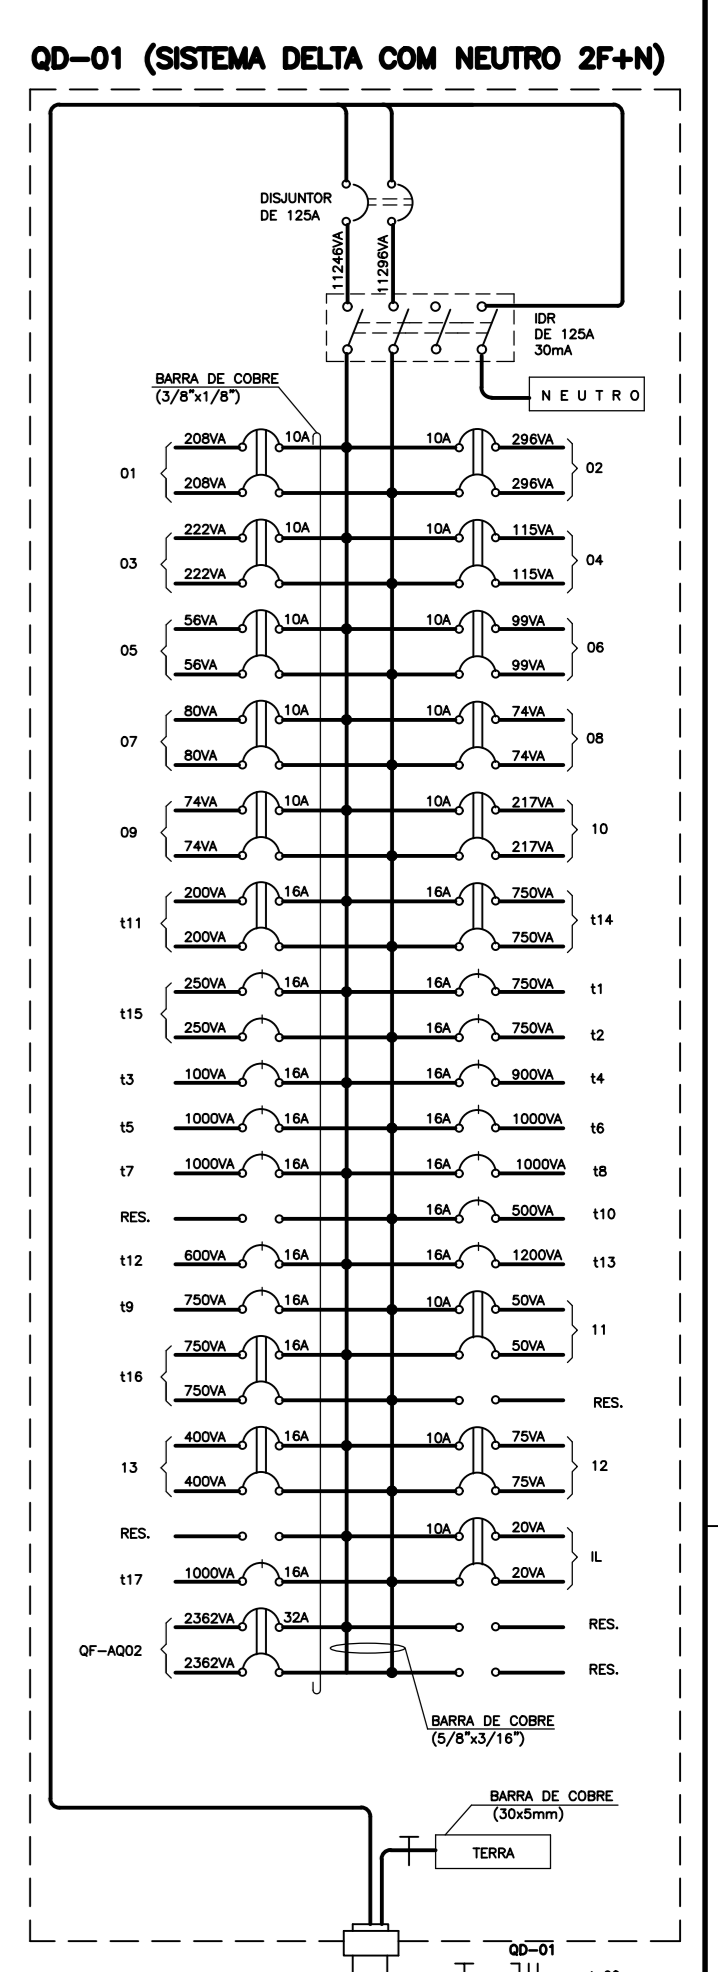 QD-01 (SISTEMA DELTA COM NEUTRO 2F+N)
DISJUNTOR
DE 125A
11246VA
11296VA
IDR
DE 125A
30mA
NEUTRO
BARRA DE COBRE
(3/8"x1/8")
01 208VA 10A 10A 296VA 02
208VA 296VA
03 222VA 10A 10A 115VA 04
222VA 115VA
05 56VA 10A 10A 99VA 06
56VA 99VA
07 80VA 10A 10A 74VA 08
80VA 74VA
09 74VA 10A 10A 217VA 10
74VA 217VA
t11 200VA 16A 16A 750VA t14
200VA 750VA
t15 250VA 16A 16A 750VA t1
250VA 16A 750VA t2
t3 100VA 16A 16A 900VA t4
t5 1000VA 16A 16A 1000VA t6
t7 1000VA 16A 16A 1000VA t8
RES. 16A 500VA t10
t12 600VA 16A 16A 1200VA t13
t9 750VA 16A 10A 50VA 11
t16 750VA 16A 50VA
750VA RES.
13 400VA 16A 10A 75VA 12
400VA 75VA
RES. 10A 20VA IL
t17 1000VA 16A 20VA
QF-AQ02 2362VA 32A RES.
2362VA RES.
BARRA DE COBRE
(5/8"x3/16")
BARRA DE COBRE
(30x5mm)
TERRA
QD-01